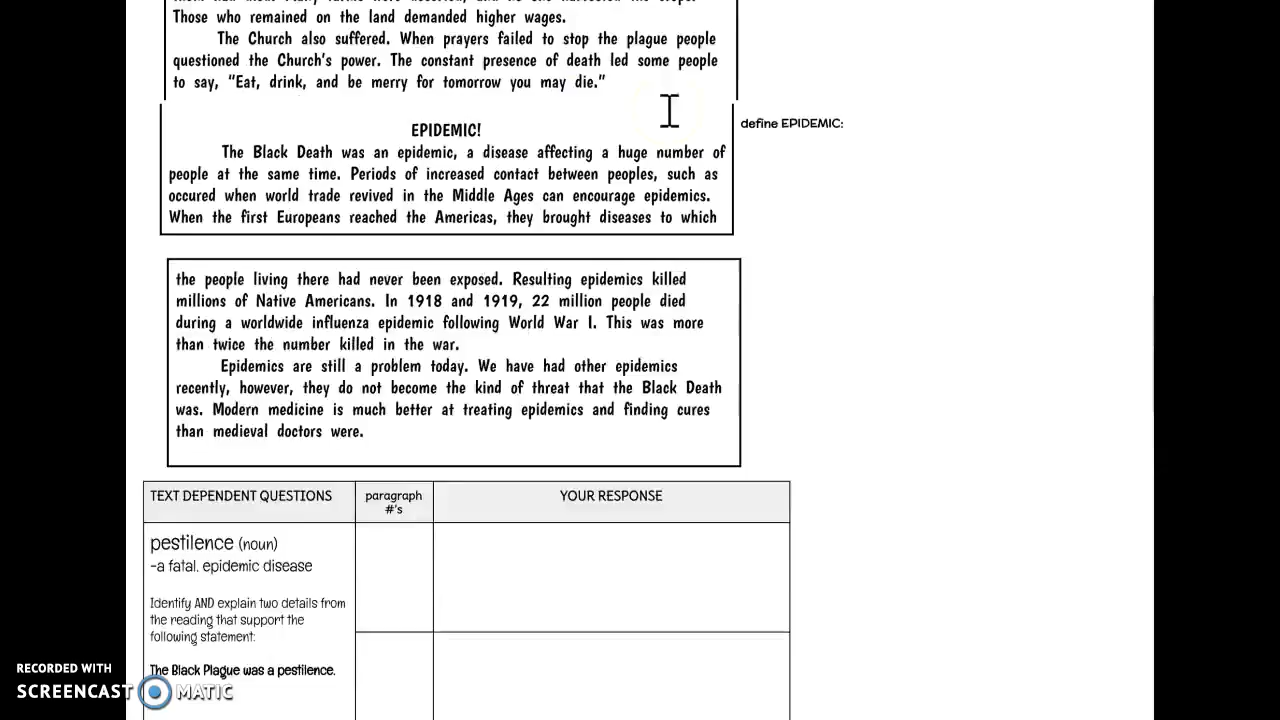 Those who remained on the land demanded higher wages.
The Church also suffered. When prayers failed to stop the plague people
questioned the Church's power. The constant presence of death led some people
to say, "Eat, drink, and be merry for tomorrow you may die."
define EPIDEMIC:
EPIDEMIC!
The Black Death was an epidemic, a disease affecting a huge number of
people at the same time. Periods of increased contact between peoples, such as
occured when world trade revived in the Middle Ages can encourage epidemics.
When the first Europeans reached the Americas, they brought diseases to which
the people living there had never been exposed. Resulting epidemics killed
millions of Native Americans. In 1918 and 1919, 22 million people died
during a worldwide influenza epidemic following World War I. This was more
than twice the number killed in the war.
Epidemics are still a problem today. We have had other epidemics
recently, however, they do not become the kind of threat that the Black Death
was. Modern medicine is much better at treating epidemics and finding cures
than medieval doctors were.
TEXT DEPENDENT QUESTIONS
paragraph
#'s
YOUR RESPONSE
pestilence (noun)
-a fatal. epidemic disease
Identify AND explain two details from
the reading that support the
following statement:
The Black Plague was a pestilence.
RECORDED WITH
SCREENCAST MATIC